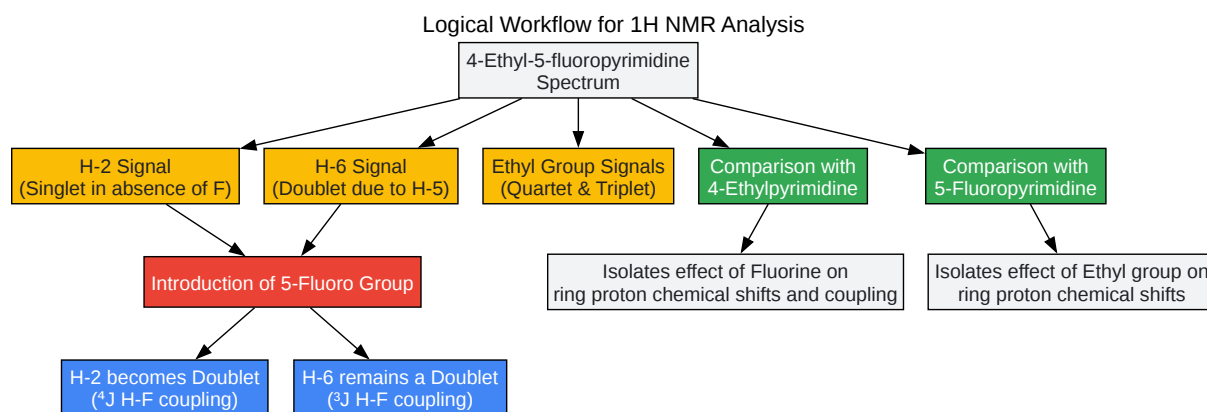 Logical Workflow for 1H NMR Analysis
4-Ethyl-5-fluoropyrimidine
Spectrum
H-2 Signal
(Singlet in absence of F)
H-6 Signal
(Doublet due to H-5)
Ethyl Group Signals
(Quartet & Triplet)
Comparison with
4-Ethylpyrimidine
Comparison with
5-Fluoropyrimidine
Introduction of 5-Fluoro Group
Isolates effect of Fluorine on
ring proton chemical shifts and coupling
Isolates effect of Ethyl group on
ring proton chemical shifts
H-2 becomes Doublet
(⁴J H-F coupling)
H-6 remains a Doublet
(³J H-F coupling)